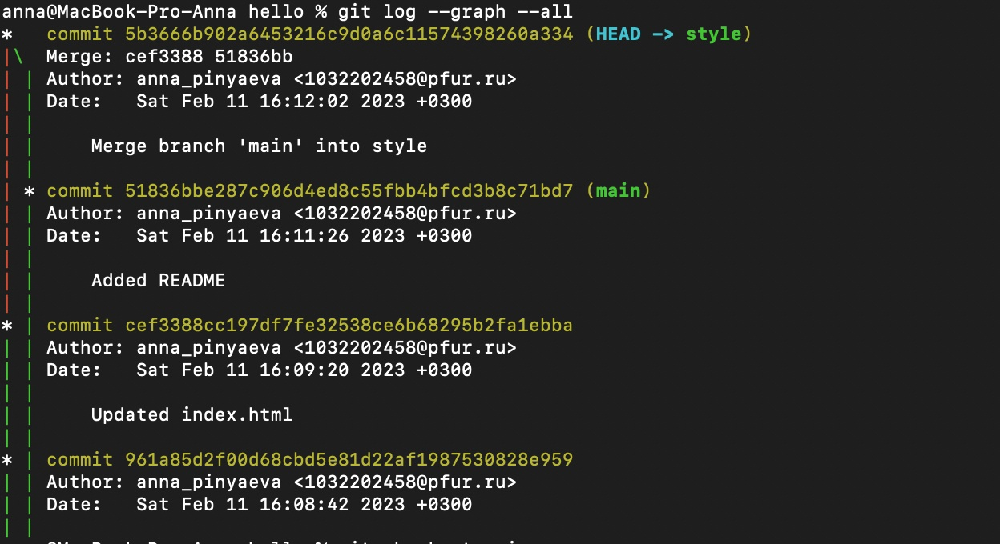 anna@MacBook-Pro-Anna hello % git log --graph --all
*   commit 5b3666b902a6453216c9d0a6c11574398260a334 (HEAD -> style)
|\  Merge: cef3388 51836bb
| | Author: anna_pinyaeva <1032202458@pfur.ru>
| | Date:   Sat Feb 11 16:12:02 2023 +0300
| |
| |     Merge branch 'main' into style
| |
| * commit 51836bbe287c906d4ed8c55fbb4bfcd3b8c71bd7 (main)
| | Author: anna_pinyaeva <1032202458@pfur.ru>
| | Date:   Sat Feb 11 16:11:26 2023 +0300
| |
| |     Added README
| |
* | commit cef3388cc197df7fe32538ce6b68295b2fa1ebba
| | Author: anna_pinyaeva <1032202458@pfur.ru>
| | Date:   Sat Feb 11 16:09:20 2023 +0300
| |
| |     Updated index.html
| |
* | commit 961a85d2f00d68cbd5e81d22af1987530828e959
| | Author: anna_pinyaeva <1032202458@pfur.ru>
| | Date:   Sat Feb 11 16:08:42 2023 +0300
| |